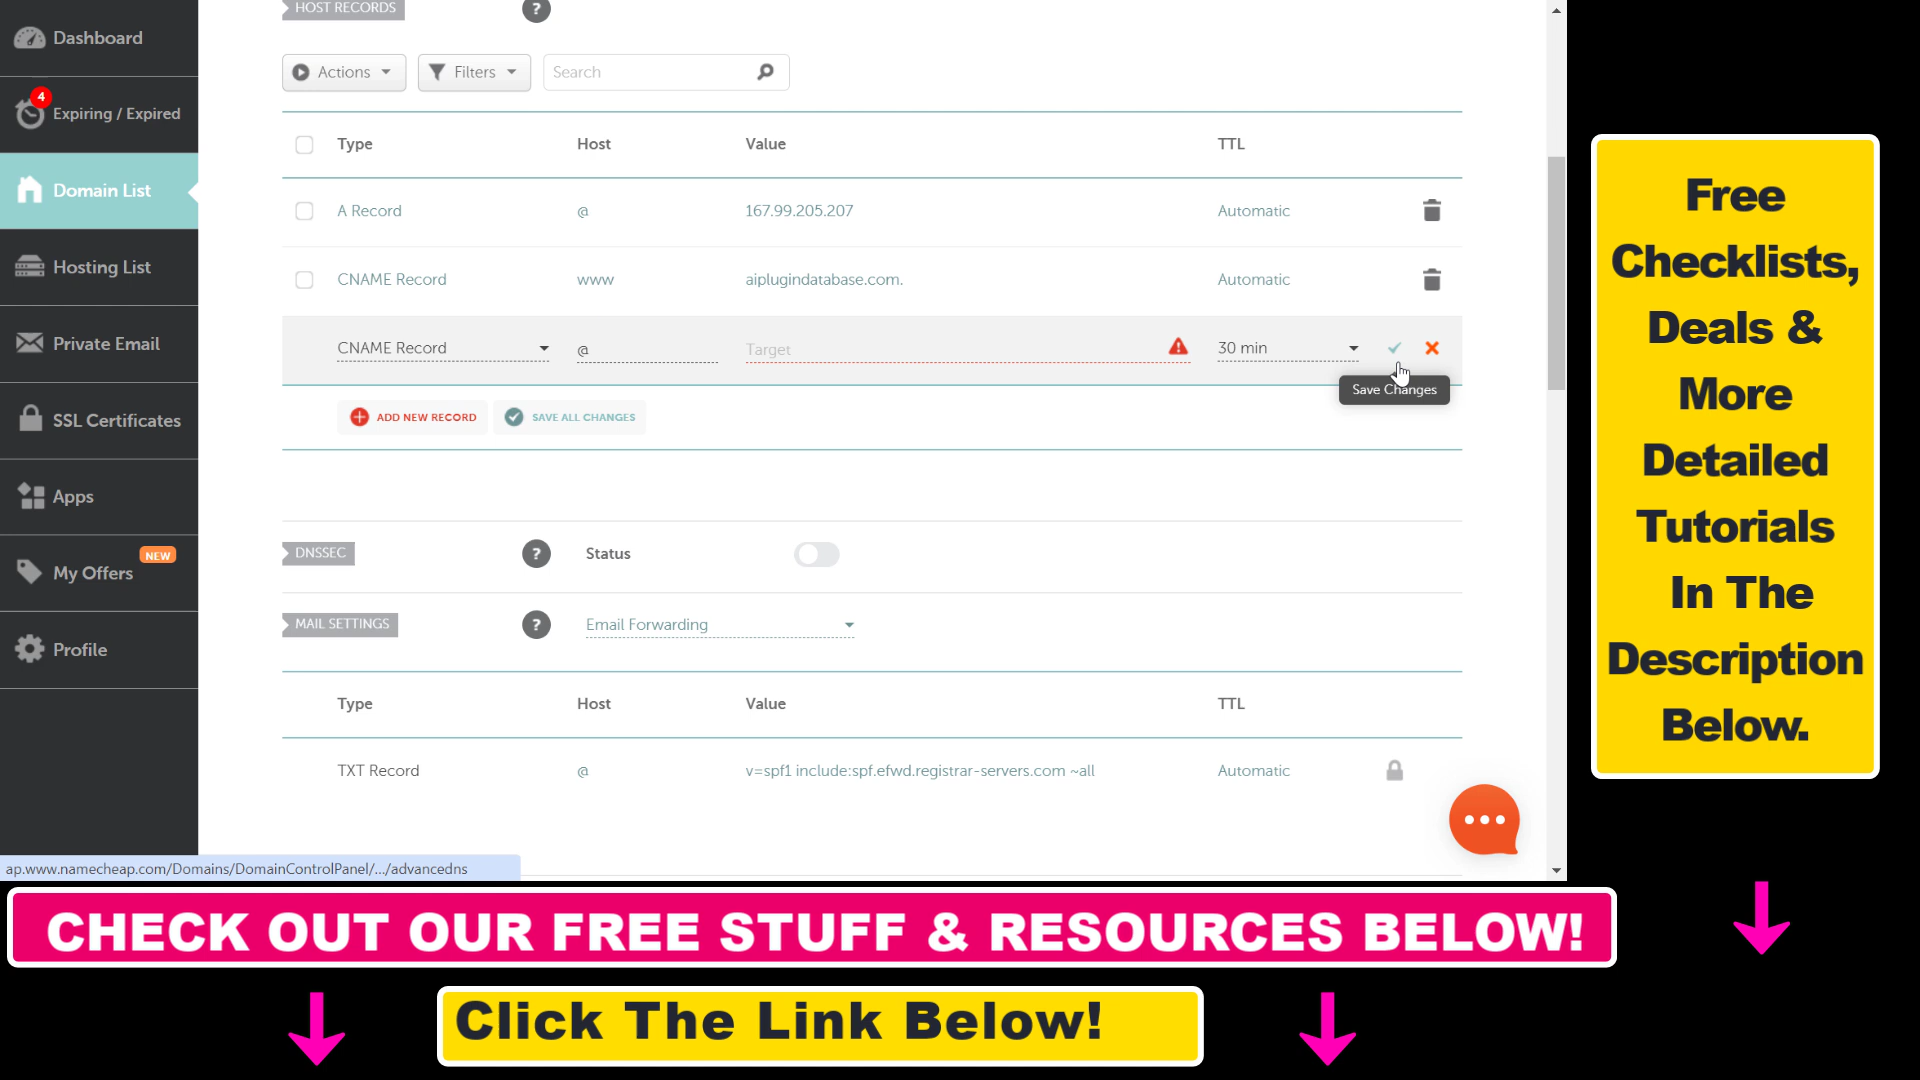 HOST RECORDS
?
Dashboard
Actions
Filters
Search
4
Expiring / Expired
Type Host Value TTL
Domain List
A Record @ 167.99.205.207 Automatic
Hosting List
CNAME Record www aiplugindatabase.com. Automatic
Private Email
CNAME Record @ Target 30 min
Save Changes
SSL Certificates
ADD NEW RECORD
SAVE ALL CHANGES
Apps
DNSSEC
?
Status
NEW
My Offers
MAIL SETTINGS
?
Email Forwarding
Profile
Type Host Value TTL
TXT Record @ v=spf1 include:spf.efwd.registrar-servers.com ~all Automatic
ap.www.namecheap.com/Domains/DomainControlPanel/.../advancedns
Free
Checklists,
Deals &
More
Detailed
Tutorials
In The
Description
Below.
CHECK OUT OUR FREE STUFF & RESOURCES BELOW!
Click The Link Below!